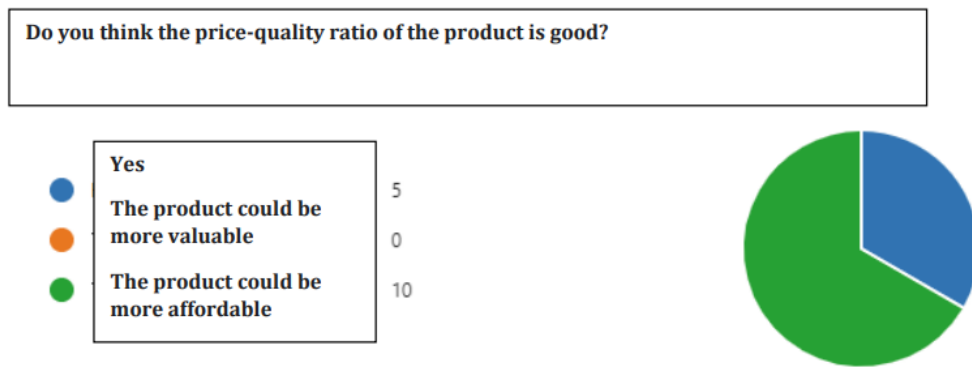 Do you think the price-quality ratio of the product is good?
Yes
5
The product could be
more valuable
0
The product could be
more affordable
10